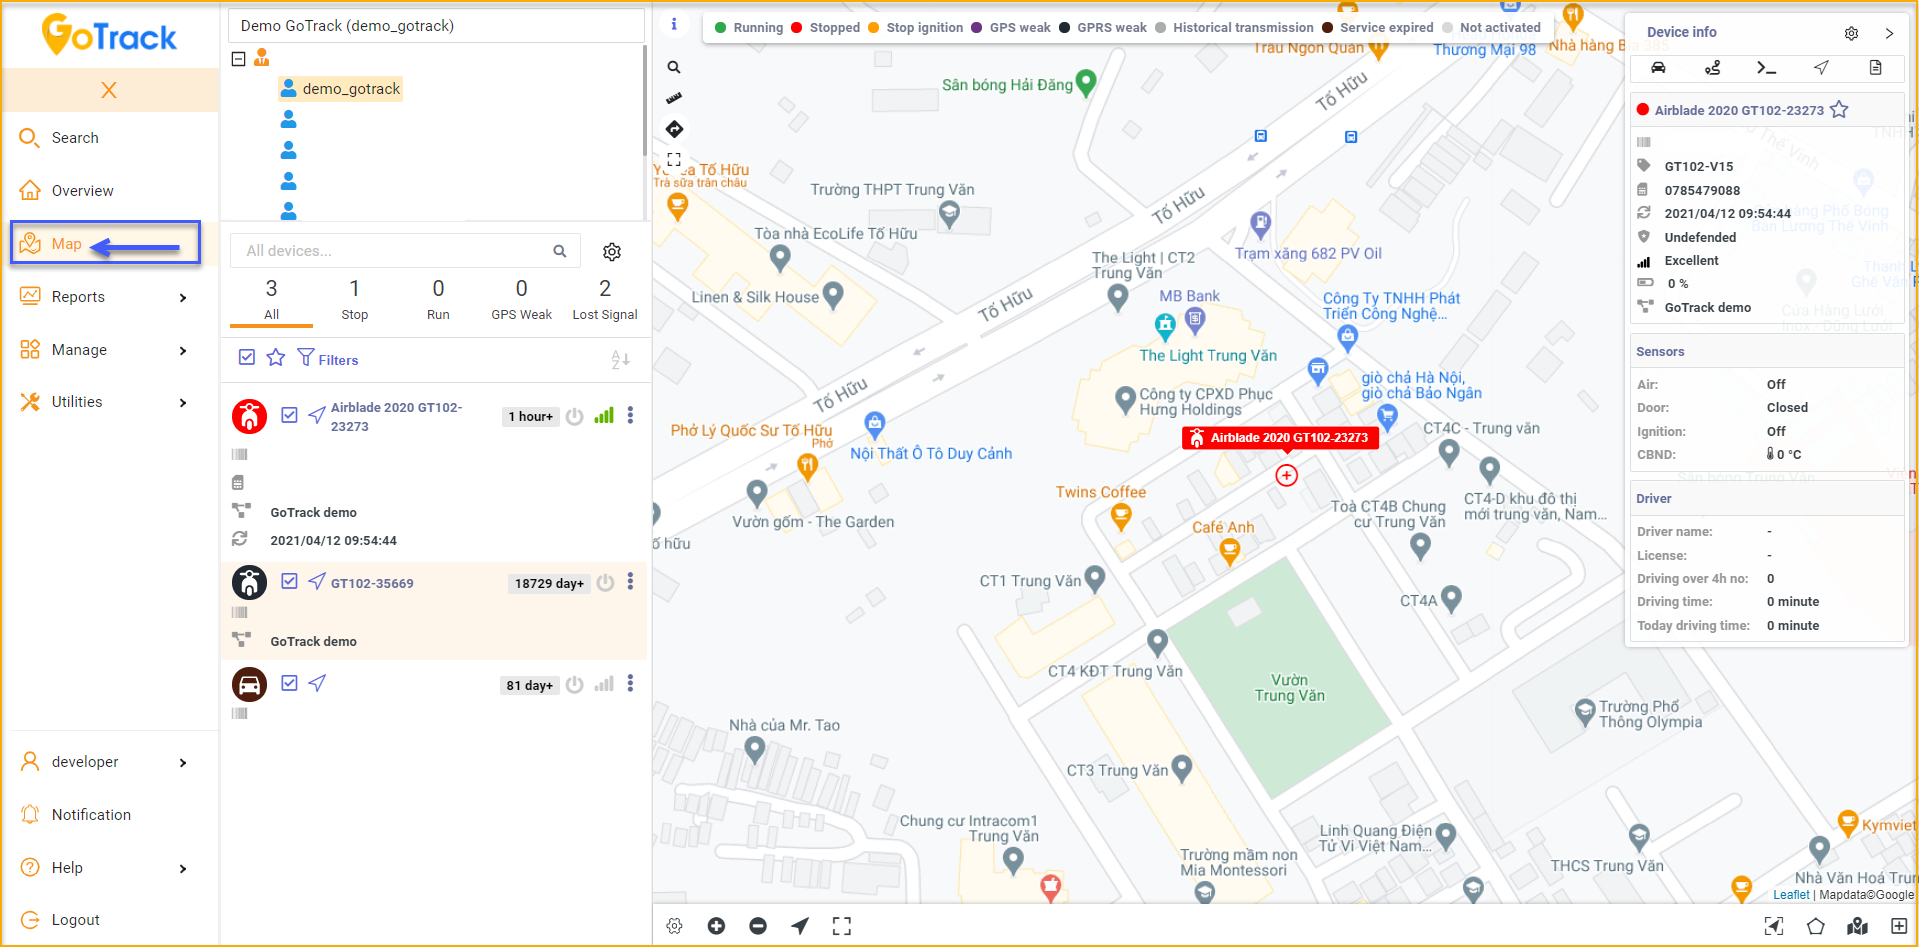 GoTrack
X
Search
Overview
Map
Reports
Manage
Utilities
developer
Notification
Help
Logout
Demo GoTrack (demo_gotrack)
demo_gotrack
All devices...
3
All
1
Stop
0
Run
0
GPS Weak
2
Lost Signal
Filters
Airblade 2020 GT102-
23273
1 hour+
GoTrack demo
2021/04/12 09:54:44
GT102-35669
18729 day+
GoTrack demo
81 day+
Running
Stopped
Stop ignition
GPS weak
GPRS weak
Historical transmission
Service expired
Not activated
Thương Mại 98
Nhà hàng Bia
Sân bóng Hải Đăng
Tố Hữu
Tố Hữu
Trà sữa trân châu
Trường THPT Trung Văn
Tố Hữu
Tòa nhà EcoLife Tố Hữu
Trạm xăng 682 PV Oil
The Light | CT2
Trung Văn
Linen & Silk House
Tố Hữu
MB Bank
Công Ty TNHH Phát
Triển Công Nghệ...
The Light Trung Văn
giò chả Hà Nội,
giò chả Bảo Ngân
Công ty CPXD Phục
Hưng Holdings
Phở Lý Quốc Sư Tố Hữu
Phở
Nội Thất Ô Tô Duy Cảnh
CT4C - Trung văn
Airblade 2020 GT102-23273
Twins Coffee
CT4-D khu đô thị
mới trung văn, Nam...
Toà CT4B Chung
cư Trung Văn
Vườn gốm - The Garden
Café Anh
ố hữu
CT1 Trung Văn
CT4A
CT4 KĐT Trung Văn
Vườn
Trung Văn
Trường Phổ
Thông Olympia
Nhà của Mr. Tao
CT3 Trung Văn
Chung cư Intracom1
Trung Văn
Linh Quang Điện
Tử Vi Việt Nam...
Kymviet
Trường mầm non
Mia Montessori
THCS Trung Văn
Nhà Văn Hoá Trun
Leaflet | Mapdata©Google
Device info
Airblade 2020 GT102-23273
GT102-V15
0785479088
2021/04/12 09:54:44
Undefended
Excellent
0 %
GoTrack demo
Sensors
Air: Off
Door: Closed
Ignition: Off
CBND: 0 °C
Driver
Driver name: -
License: -
Driving over 4h no: 0
Driving time: 0 minute
Today driving time: 0 minute